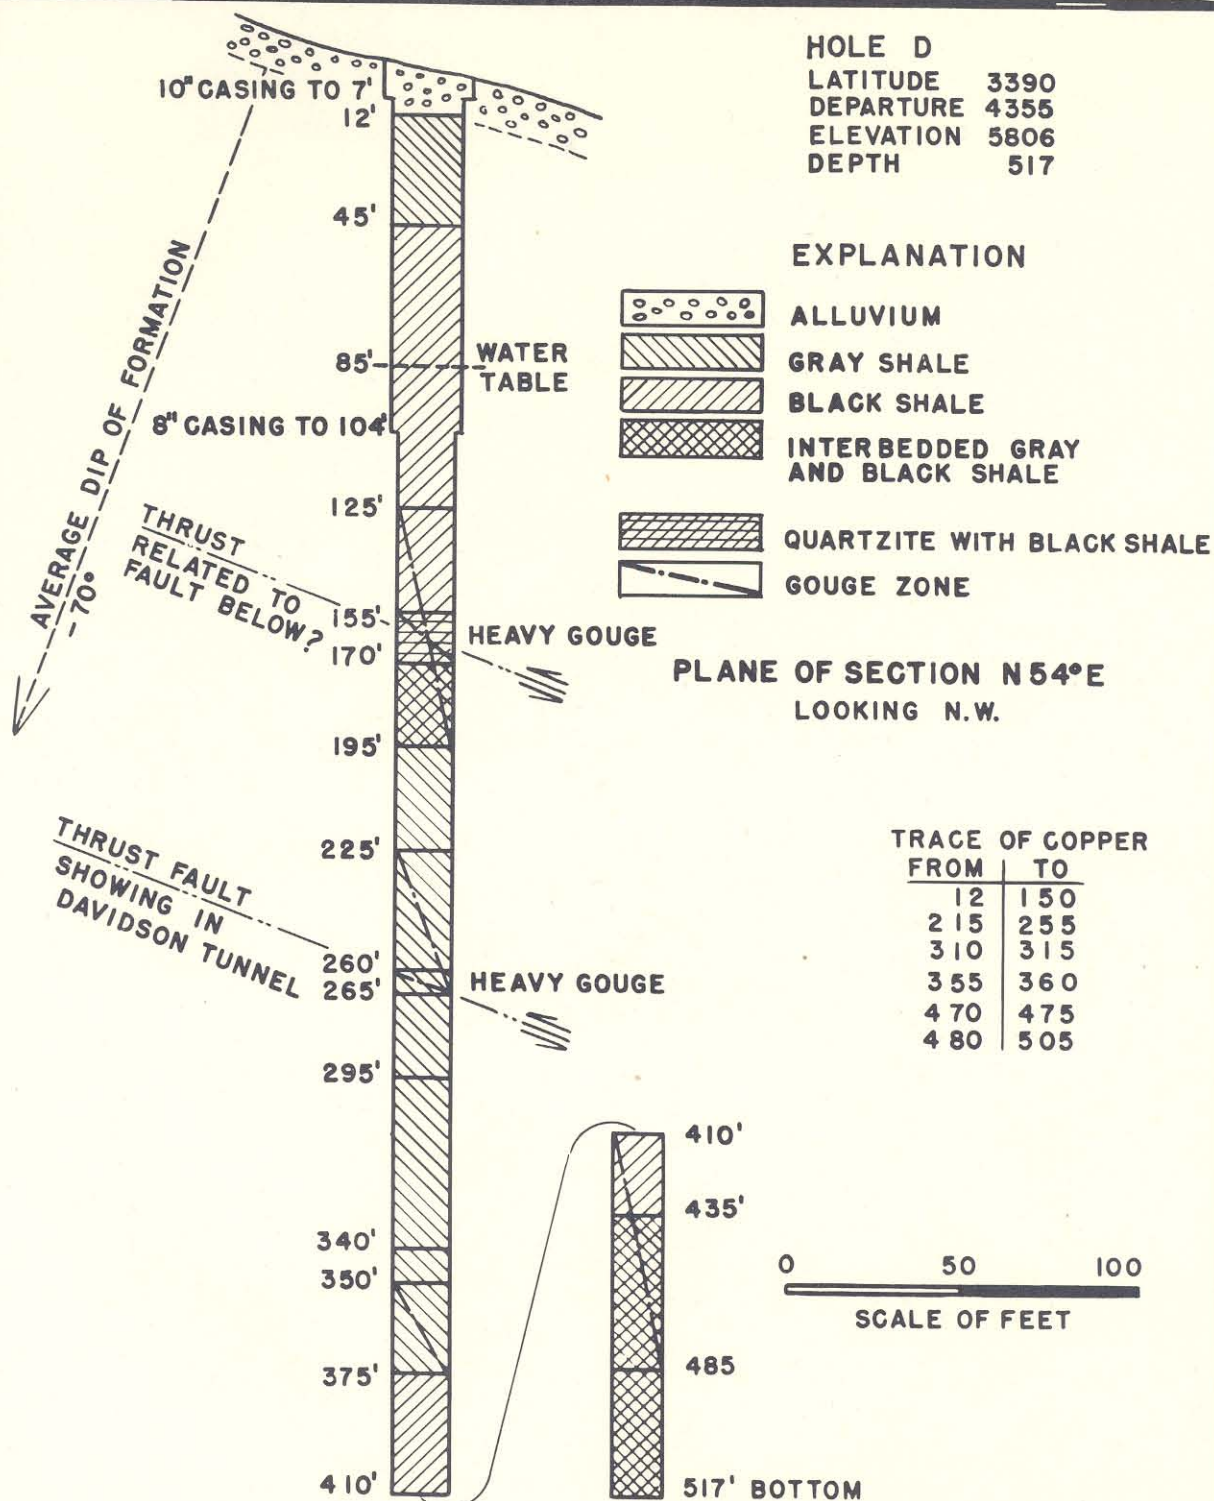 HOLE D
LATITUDE 3390
DEPARTURE 4355
ELEVATION 5806
DEPTH 517
10" CASING TO 7'
12'
45'
85'
WATER
TABLE
8" CASING TO 104'
125'
155'
170'
195'
225'
260'
265'
295'
340'
350'
375'
410'
AVERAGE DIP OF FORMATION
-70°
THRUST
RELATED TO
FAULT BELOW?
HEAVY GOUGE
THRUST FAULT
SHOWING IN
DAVIDSON TUNNEL
HEAVY GOUGE
EXPLANATION
ALLUVIUM
GRAY SHALE
BLACK SHALE
INTERBEDDED GRAY
AND BLACK SHALE
QUARTZITE WITH BLACK SHALE
GOUGE ZONE
PLANE OF SECTION N 54° E
LOOKING N.W.
TRACE OF COPPER
FROM TO
12 150
215 255
310 315
355 360
470 475
480 505
410'
435'
485
517' BOTTOM
0 50 100
SCALE OF FEET